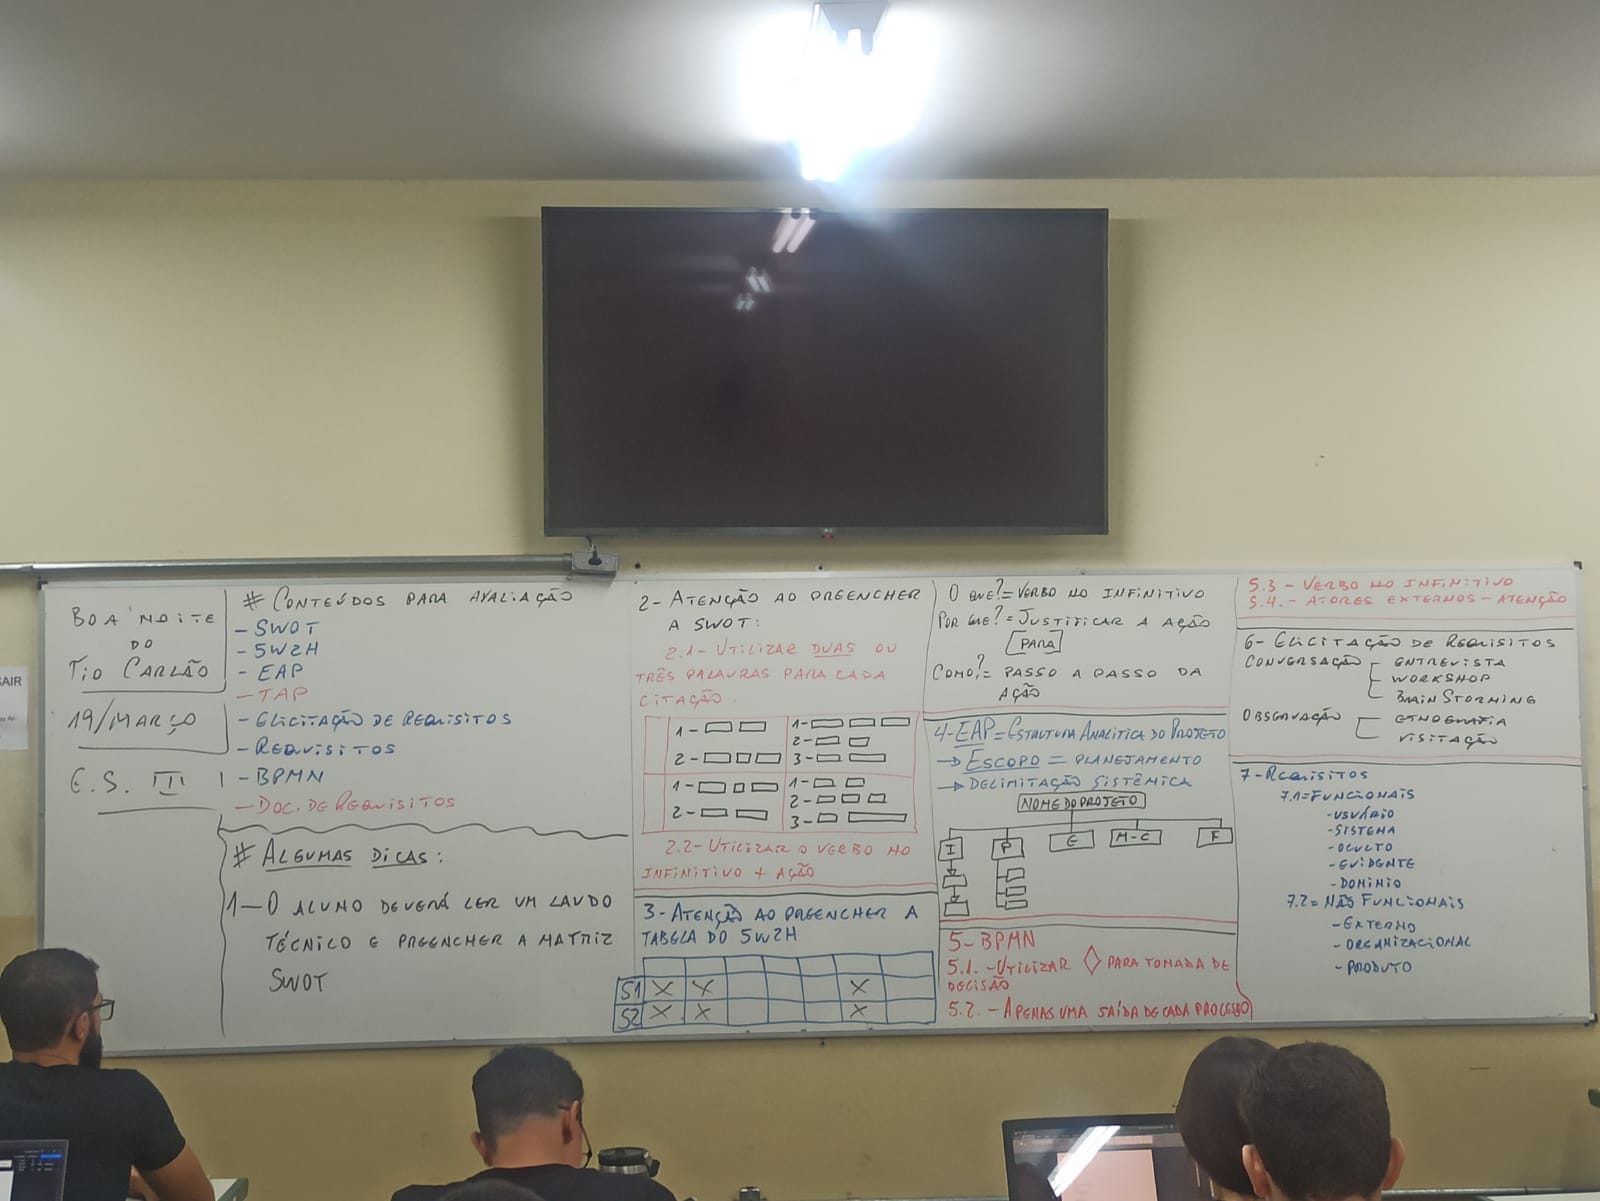 BOA NOITE
DO
TIO CARLÃO
19/MARÇO
E.S. III
# CONTEÚDOS PARA AVALIAÇÃO
- SWOT
- 5W2H
- EAP
- TAP
- ELICITAÇÃO DE REQUISITOS
- REQUISITOS
- BPMN
- DOC. DE REQUISITOS
# ALGUMAS DICAS:
1- O ALUNO DEVERÁ LER UM LAUDO
TÉCNICO E PREENCHER A MATRIZ
SWOT
2- ATENÇÃO AO PREENCHER
A SWOT:
2.1- UTILIZAR DUAS OU
TRÊS PALAVRAS PARA CADA
CITAÇÃO.
1-
2-
1-
2-
3-
1-
2-
1-
2-
3-
2.2- UTILIZAR O VERBO NO
INFINITIVO + AÇÃO
3- ATENÇÃO AO PREENCHER A
TABELA DO 5W2H
S1 X X X
S2 X X X
O QUE? = VERBO NO INFINITIVO
POR QUE? = JUSTIFICAR A AÇÃO
PARA
COMO? = PASSO A PASSO DA
AÇÃO
4- EAP = ESTRUTURA ANALITICA DO PROJETO
→ ESCOPO = PLANEJAMENTO
→ DELIMITAÇÃO SISTÊMICA
NOME DO PROJETO
I P E M-C F
5- BPMN
5.1. - UTILIZAR ◇ PARA TOMADA DE
DECISÃO
5.2. - APENAS UMA SAÍDA DE CADA PROCESSO
5.3 - VERBO NO INFINITIVO
5.4. - ATORES EXTERNOS - ATENÇÃO
6- ELICITAÇÃO DE REQUISITOS
CONVERSAÇÃO - ENTREVISTA
- WORKSHOP
- BRAINSTORMING
OBSERVAÇÃO - ETNOGRAFIA
- VISITAÇÃO
7- REQUISITOS
7.1= FUNCIONAIS
- USUÁRIO
- SISTEMA
- OCULTO
- EVIDENTE
- DOMINIO
7.2= NÃO FUNCIONAIS
- EXTERNO
- ORGANIZACIONAL
- PRODUTO
SAIR